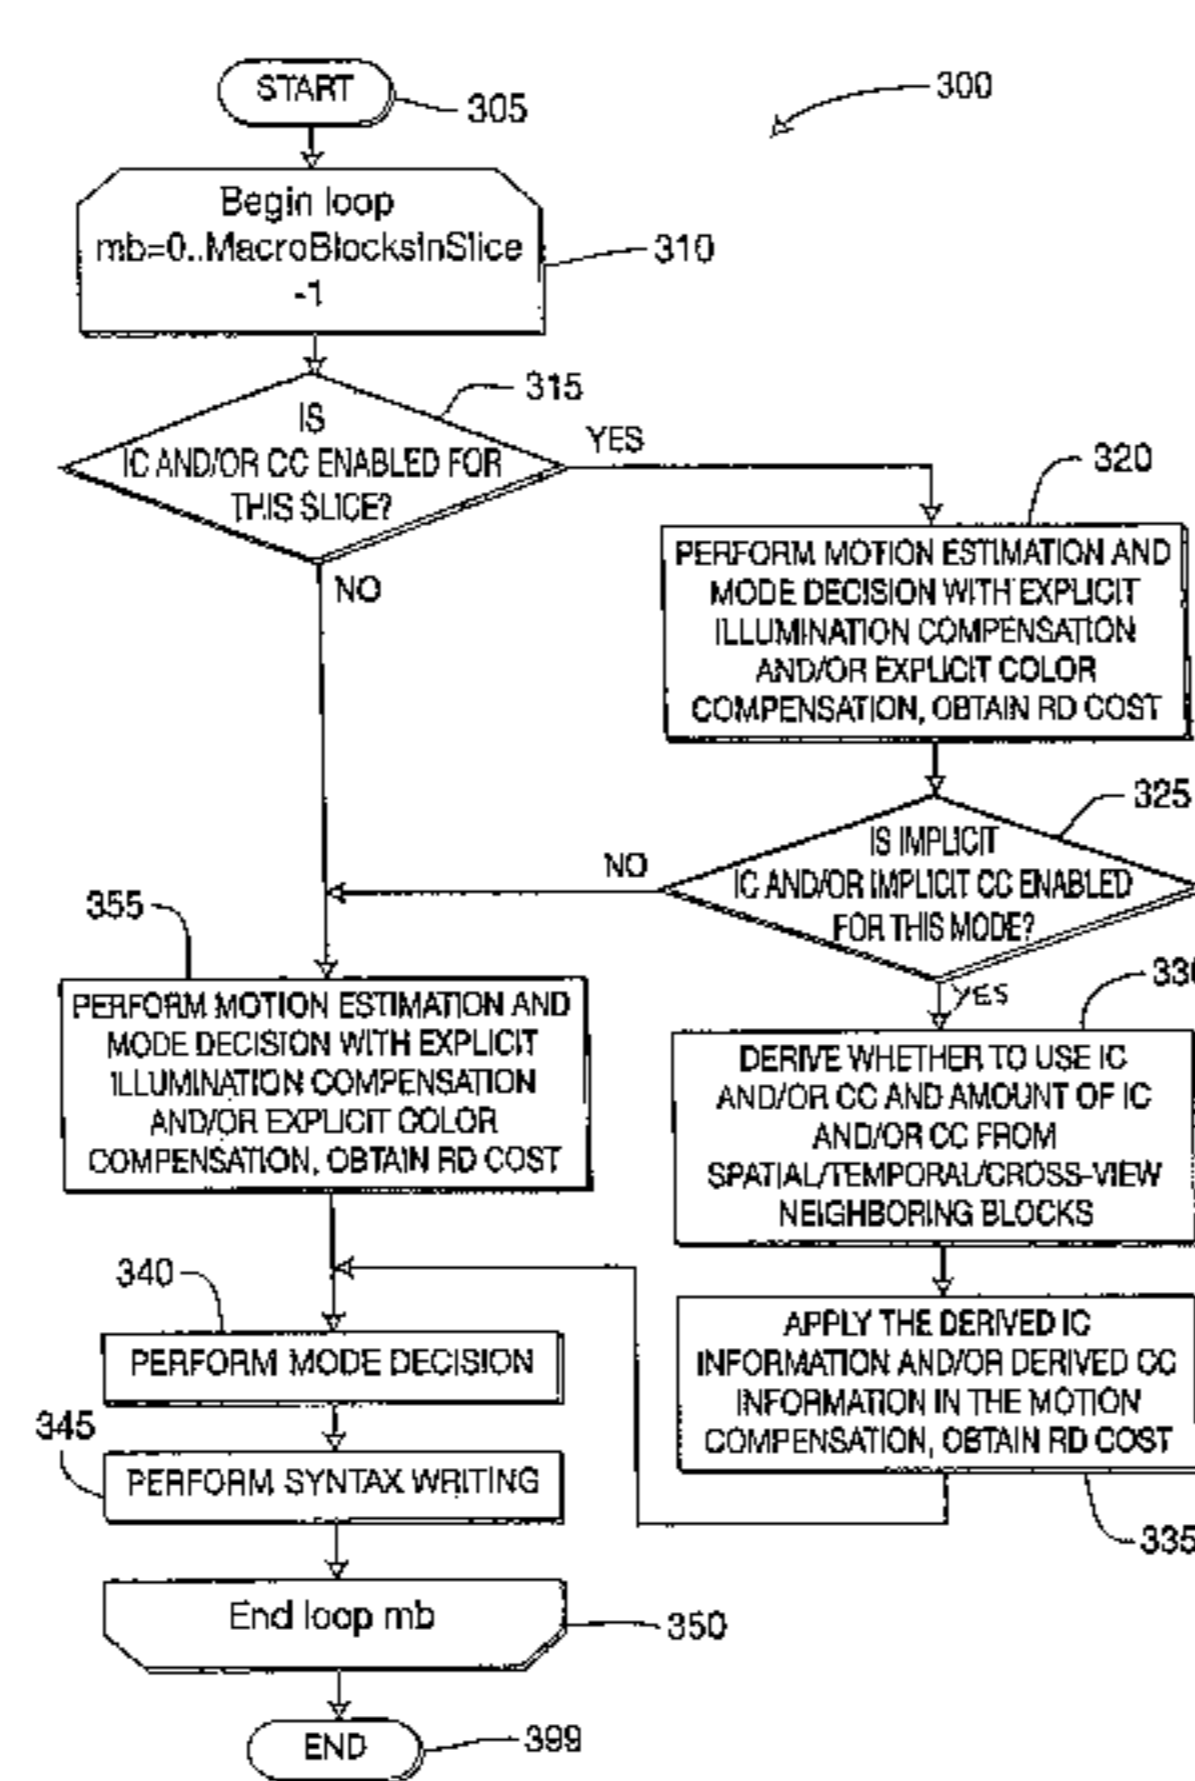 START
305
300
Begin loop
mb=0..MacroBlocksInSlice
-1
310
315
IS
IC AND/OR CC ENABLED FOR
THIS SLICE?
YES
NO
320
PERFORM MOTION ESTIMATION AND
MODE DECISION WITH EXPLICIT
ILLUMINATION COMPENSATION
AND/OR EXPLICIT COLOR
COMPENSATION, OBTAIN RD COST
325
IS IMPLICIT
IC AND/OR IMPLICIT CC ENABLED
FOR THIS MODE?
NO
YES
355
PERFORM MOTION ESTIMATION AND
MODE DECISION WITH EXPLICIT
ILLUMINATION COMPENSATION
AND/OR EXPLICIT COLOR
COMPENSATION, OBTAIN RD COST
330
DERIVE WHETHER TO USE IC
AND/OR CC AND AMOUNT OF IC
AND/OR CC FROM
SPATIAL/TEMPORAL/CROSS-VIEW
NEIGHBORING BLOCKS
340
PERFORM MODE DECISION
APPLY THE DERIVED IC
INFORMATION AND/OR DERIVED CC
INFORMATION IN THE MOTION
COMPENSATION, OBTAIN RD COST
335
345
PERFORM SYNTAX WRITING
End loop mb
350
END
399